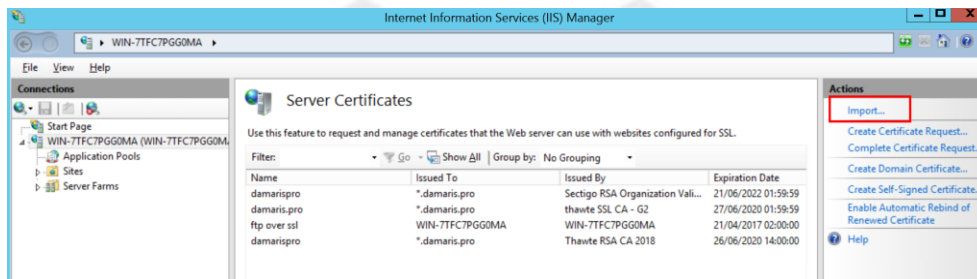 Internet Information Services (IIS) Manager
WIN-7TFC7PGG0MA
File View Help
Connections
Start Page
WIN-7TFC7PGG0MA (WIN-7TFC7PGG0M
Application Pools
Sites
Server Farms
Server Certificates
Use this feature to request and manage certificates that the Web server can use with websites configured for SSL.
Filter: Go Show All Group by: No Grouping
Name Issued To Issued By Expiration Date
damarispro *.damaris.pro Sectigo RSA Organization Vali... 21/06/2022 01:59:59
damaris.pro *.damaris.pro thawte SSL CA - G2 27/06/2020 01:59:59
ftp over ssl WIN-7TFC7PGG0MA WIN-7TFC7PGG0MA 21/04/2017 02:00:00
damarispro *.damaris.pro Thawte RSA CA 2018 26/06/2020 14:00:00
Actions
Import...
Create Certificate Request...
Complete Certificate Request.
Create Domain Certificate...
Create Self-Signed Certificate.
Enable Automatic Rebind of
Renewed Certificate
Help